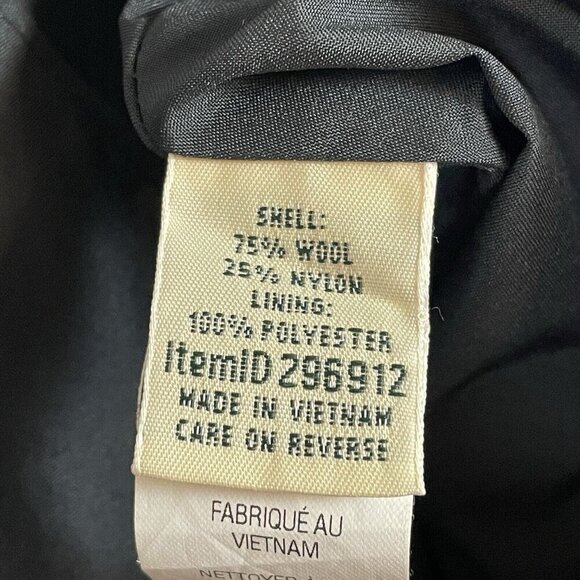 SHELL:
75% WOOL
25% NYLON
LINING:
100% POLYESTER
ItemID 296912
MADE IN VIETNAM
CARE ON REVERSE
FABRIQUÉ AU
VIETNAM
NETTOYER À